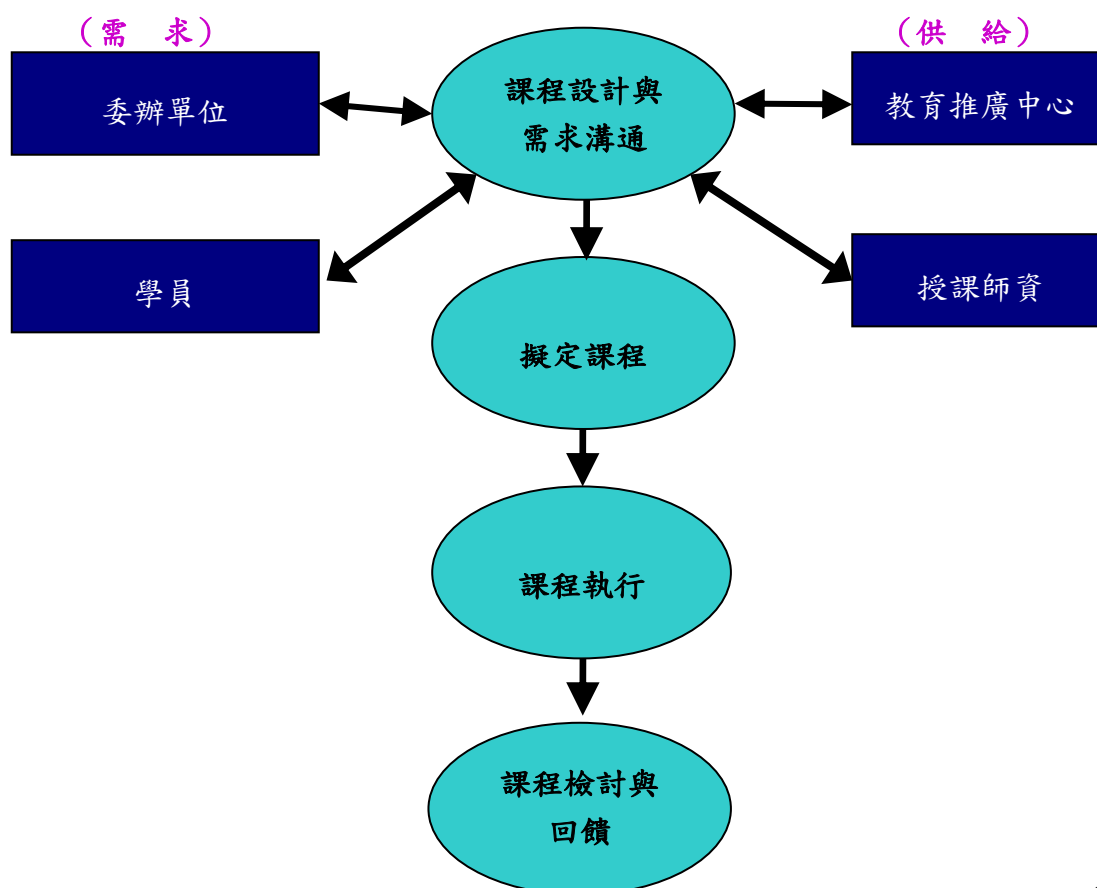 (需 求)
(供 給)
委辦單位
課程設計與
需求溝通
教育推廣中心
學員
授課師資
擬定課程
課程執行
課程檢討與
回饋